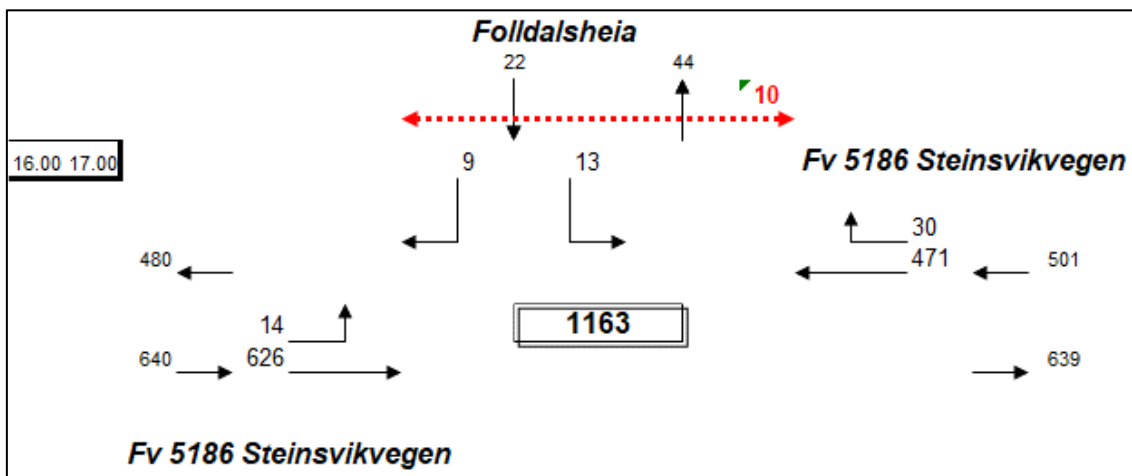 Folldalsheia
22 44
10
16.00 17.00
9 13
Fv 5186 Steinsvikvegen
30
480 471 501
14 1163
640 626 639
Fv 5186 Steinsvikvegen